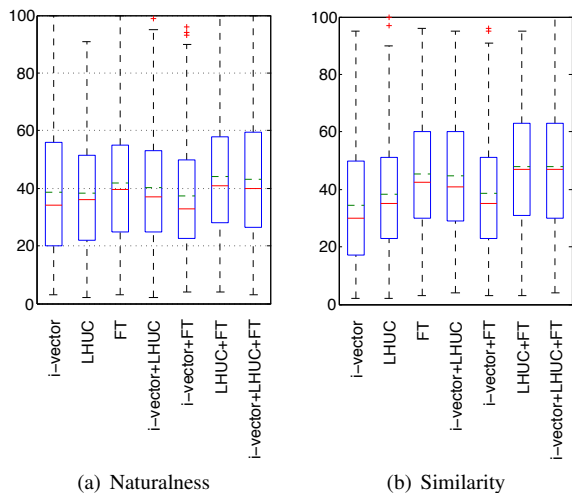 100
80
60
40
20
0
i-vector
LHUC
FT
i-vector+LHUC
i-vector+FT
LHUC+FT
i-vector+LHUC+FT
(a) Naturalness
100
80
60
40
20
0
i-vector
LHUC
FT
i-vector+LHUC
i-vector+FT
LHUC+FT
i-vector+LHUC+FT
(b) Similarity